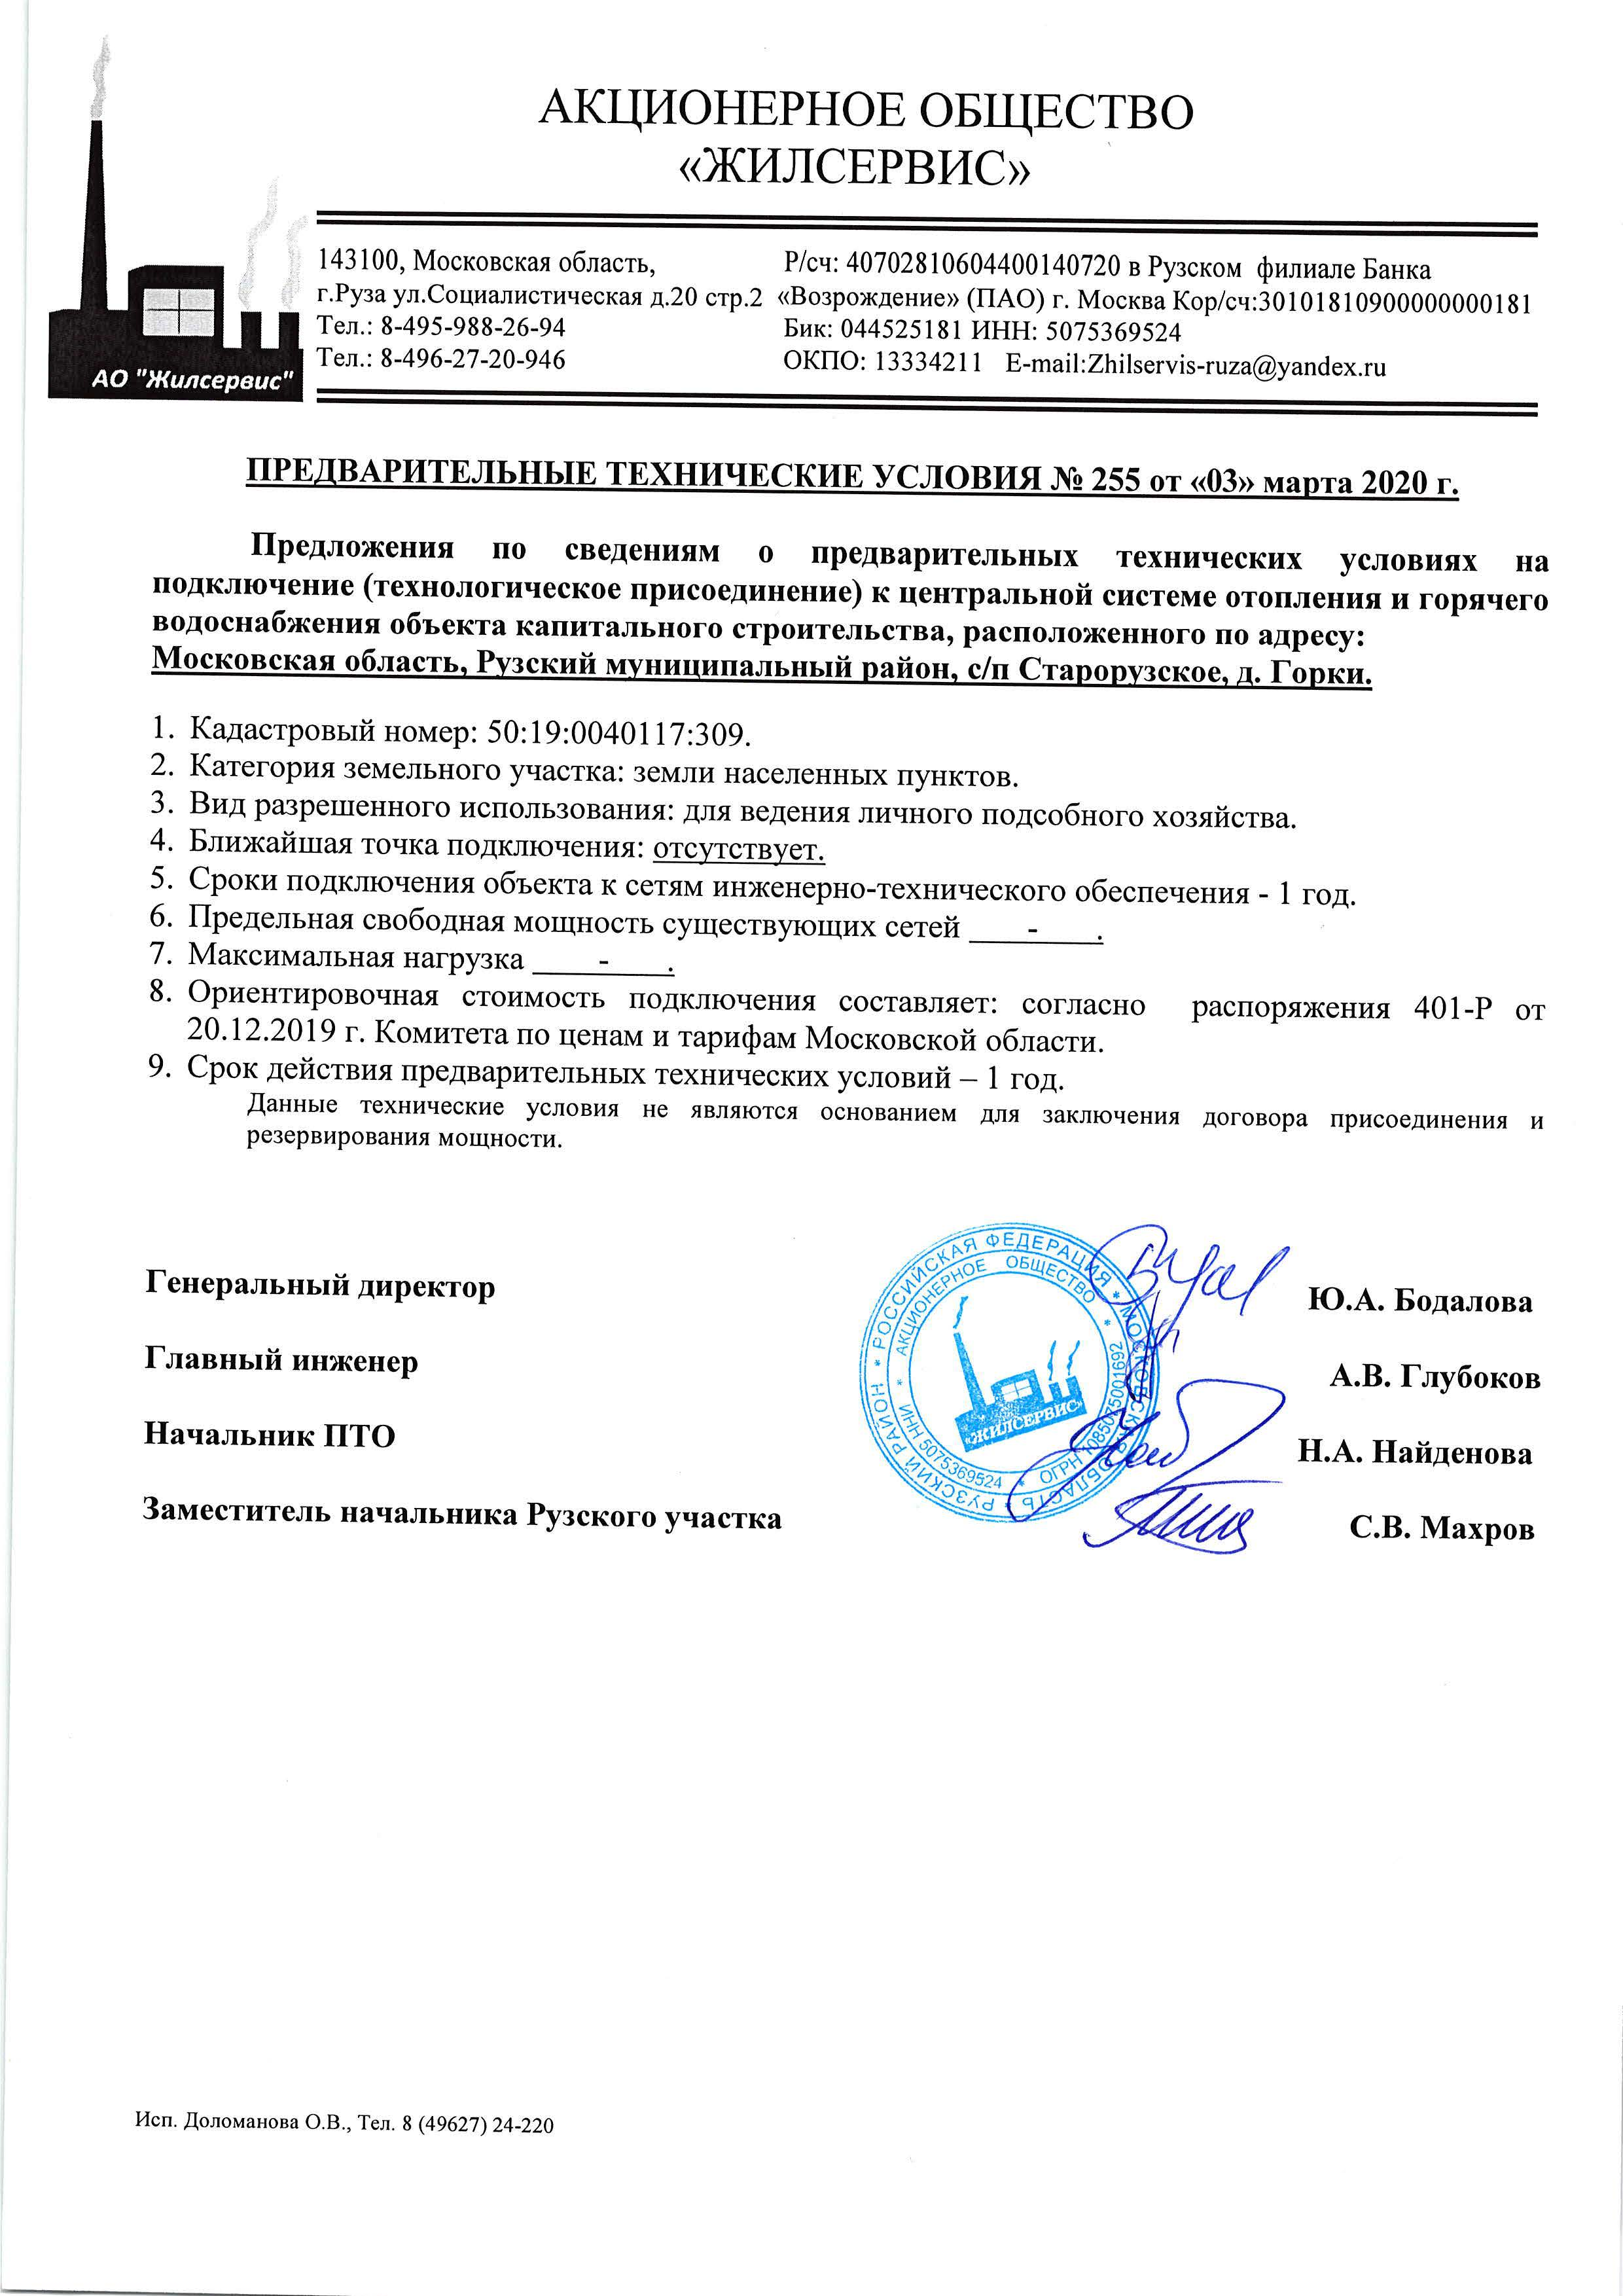 АКЦИОНЕРНОЕ ОБЩЕСТВО
«ЖИЛСЕРВИС»
АО "Жилсервис"
143100, Московская область,
г.Руза ул.Социалистическая д.20 стр.2
Тел.: 8-495-988-26-94
Тел.: 8-496-27-20-946
Р/сч: 40702810604400140720 в Рузском филиале Банка
«Возрождение» (ПАО) г. Москва Кор/сч:30101810900000000181
Бик: 044525181 ИНН: 5075369524
ОКПО: 13334211 E-mail:Zhilservis-ruza@yandex.ru
ПРЕДВАРИТЕЛЬНЫЕ ТЕХНИЧЕСКИЕ УСЛОВИЯ № 255 от «03» марта 2020 г.
Предложения по сведениям о предварительных технических условиях на
подключение (технологическое присоединение) к центральной системе отопления и горячего
водоснабжения объекта капитального строительства, расположенного по адресу:
Московская область, Рузский муниципальный район, с/п Старорузское, д. Горки.
1. Кадастровый номер: 50:19:0040117:309.
2. Категория земельного участка: земли населенных пунктов.
3. Вид разрешенного использования: для ведения личного подсобного хозяйства.
4. Ближайшая точка подключения: отсутствует.
5. Сроки подключения объекта к сетям инженерно-технического обеспечения - 1 год.
6. Предельная свободная мощность существующих сетей ____-____.
7. Максимальная нагрузка ____-____.
8. Ориентировочная стоимость подключения составляет: согласно распоряжения 401-Р от
20.12.2019 г. Комитета по ценам и тарифам Московской области.
9. Срок действия предварительных технических условий – 1 год.
Данные технические условия не являются основанием для заключения договора присоединения и
резервирования мощности.
Генеральный директор Ю.А. Бодалова
Главный инженер А.В. Глубоков
Начальник ПТО Н.А. Найденова
Заместитель начальника Рузского участка С.В. Махров
* РОССИЙСКАЯ ФЕДЕРАЦИЯ * МОСКОВСКАЯ ОБЛАСТЬ * РУЗСКИЙ РАЙОН
* АКЦИОНЕРНОЕ ОБЩЕСТВО * ОГРН 1085075001692 * ИНН 5075369524
«ЖИЛСЕРВИС»
Исп. Доломанова О.В., Тел. 8 (49627) 24-220